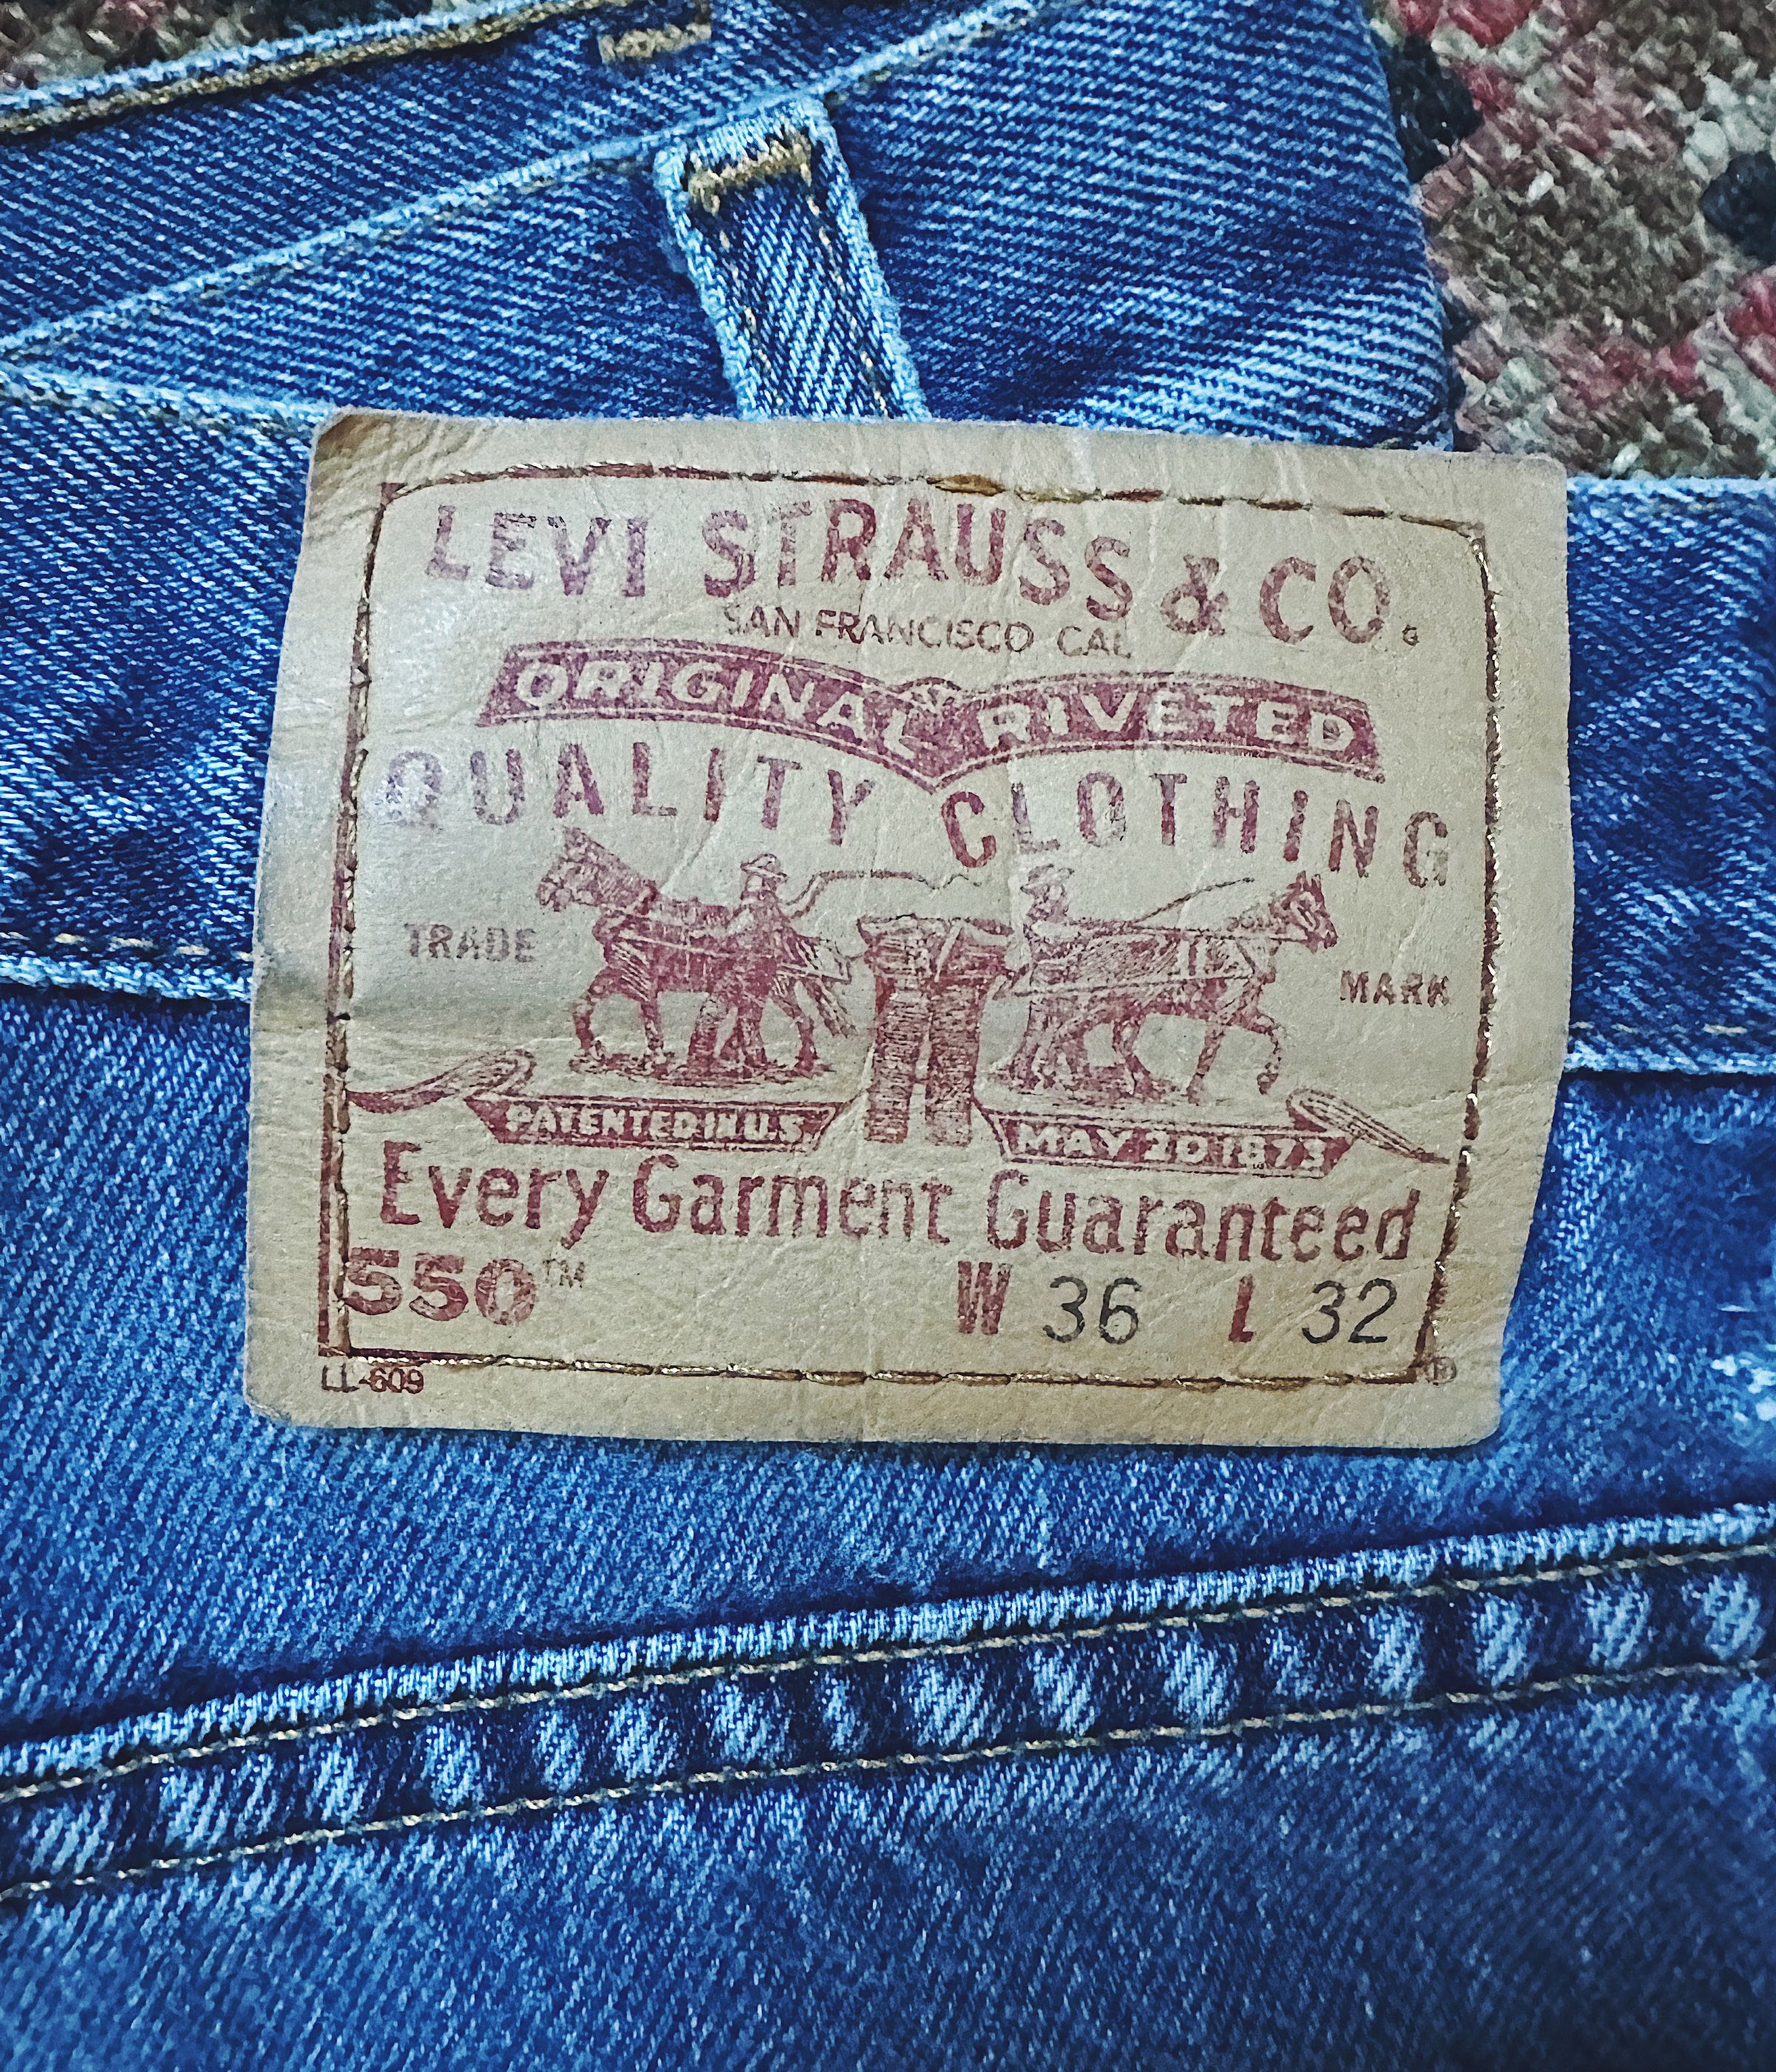 LEVI STRAUSS & CO.
SAN FRANCISCO CAL
ORIGINAL RIVETED
QUALITY CLOTHING
TRADE MARK
PATENTED IN U.S. MAY 20 1873
Every Garment Guaranteed
550™ W 36 L 32
LL-609 ®